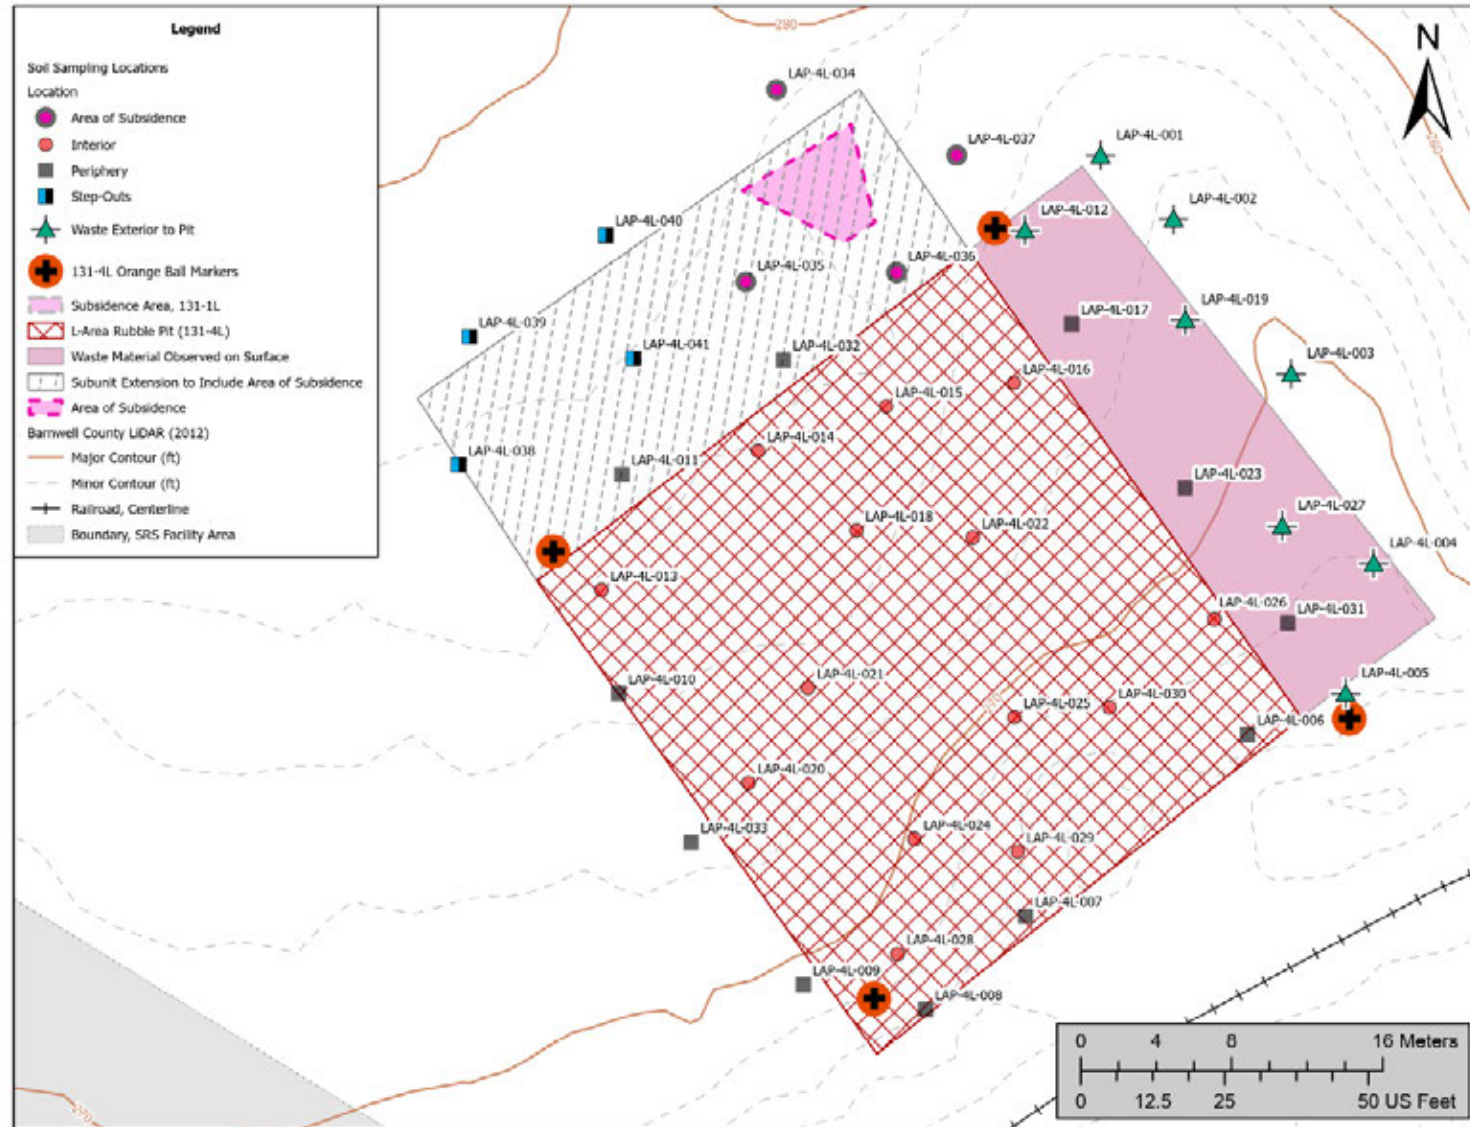 Legend
Soil Sampling Locations
Location
Area of Subsidence
Interior
Periphery
Step-Outs
Waste Exterior to Pit
131-4L Orange Ball Markers
Subsidence Area, 131-1L
L-Area Rubble Pit (131-4L)
Waste Material Observed on Surface
Subunit Extension to Include Area of Subsidence
Area of Subsidence
Barnwell County LiDAR (2012)
Major Contour (ft)
Minor Contour (ft)
Railroad, Centerline
Boundary, SRS Facility Area
280
N
LAP-4L-034
LAP-4L-037
LAP-4L-001
260
LAP-4L-002
LAP-4L-012
LAP-4L-040
LAP-4L-036
LAP-4L-035
LAP-4L-019
LAP-4L-017
LAP-4L-039
LAP-4L-041
LAP-4L-032
LAP-4L-003
LAP-4L-016
LAP-4L-015
LAP-4L-014
LAP-4L-038
LAP-4L-011
LAP-4L-023
LAP-4L-018
LAP-4L-022
LAP-4L-027
LAP-4L-004
LAP-4L-013
LAP-4L-026
LAP-4L-031
LAP-4L-010
LAP-4L-021
LAP-4L-005
LAP-4L-025
LAP-4L-030
LAP-4L-006
270
LAP-4L-020
LAP-4L-033
LAP-4L-024
LAP-4L-029
LAP-4L-007
LAP-4L-028
LAP-4L-009
LAP-4L-008
270
0 4 8 16 Meters
0 12.5 25 50 US Feet